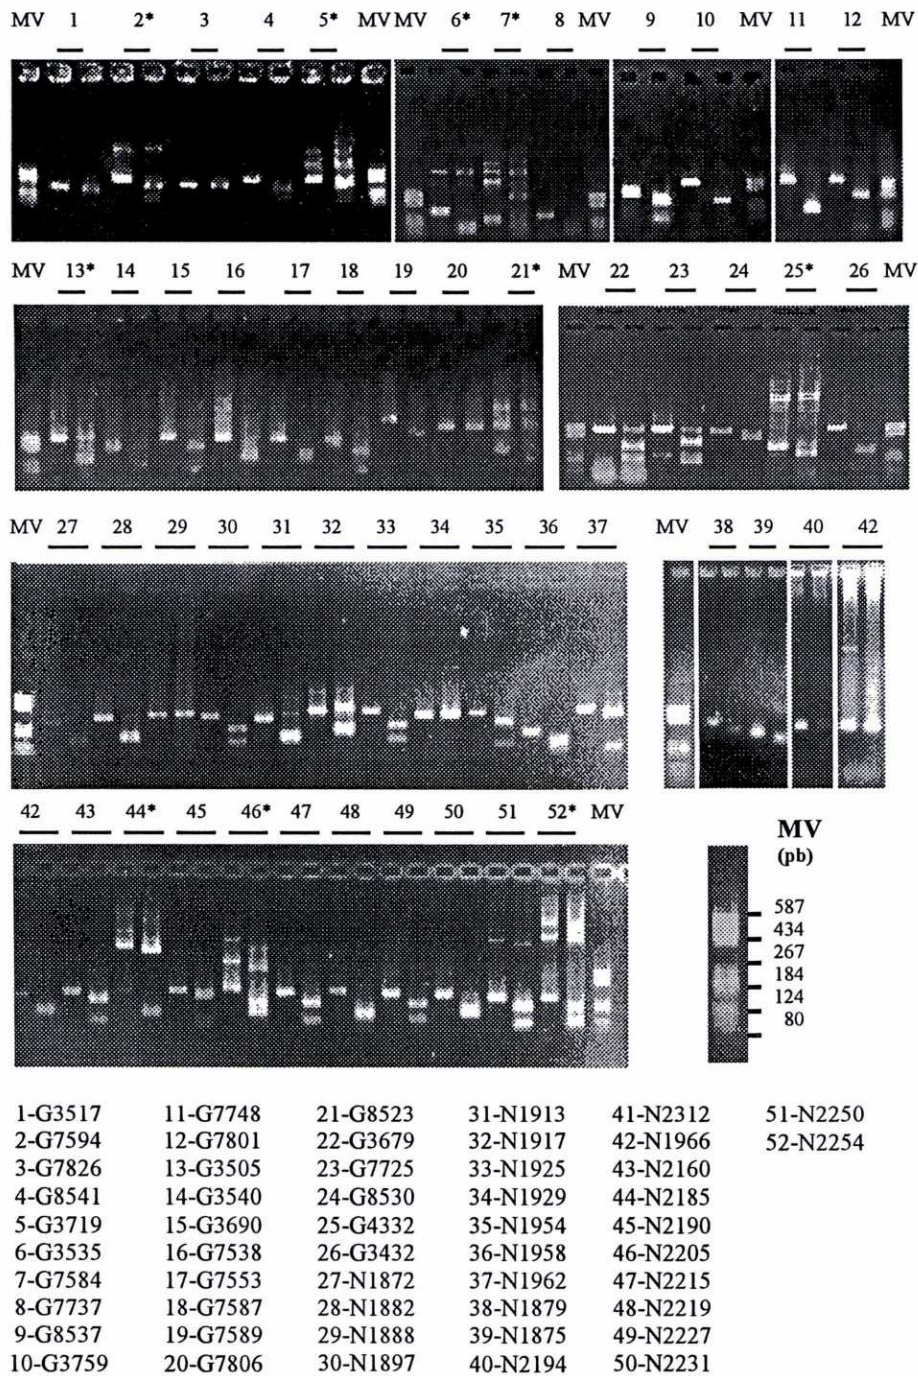 MV 1 2* 3 4 5* MV MV 6* 7* 8 MV 9 10 MV 11 12 MV
MV 13* 14 15 16 17 18 19 20 21* MV 22 23 24 25* 26 MV
MV 27 28 29 30 31 32 33 34 35 36 37 MV 38 39 40 42
42 43 44* 45 46* 47 48 49 50 51 52* MV
MV
(pb)
587
434
267
184
124
80
1-G3517 11-G7748 21-G8523 31-N1913 41-N2312 51-N2250
2-G7594 12-G7801 22-G3679 32-N1917 42-N1966 52-N2254
3-G7826 13-G3505 23-G7725 33-N1925 43-N2160
4-G8541 14-G3540 24-G8530 34-N1929 44-N2185
5-G3719 15-G3690 25-G4332 35-N1954 45-N2190
6-G3535 16-G7538 26-G3432 36-N1958 46-N2205
7-G7584 17-G7553 27-N1872 37-N1962 47-N2215
8-G7737 18-G7587 28-N1882 38-N1879 48-N2219
9-G8537 19-G7589 29-N1888 39-N1875 49-N2227
10-G3759 20-G7806 30-N1897 40-N2194 50-N2231